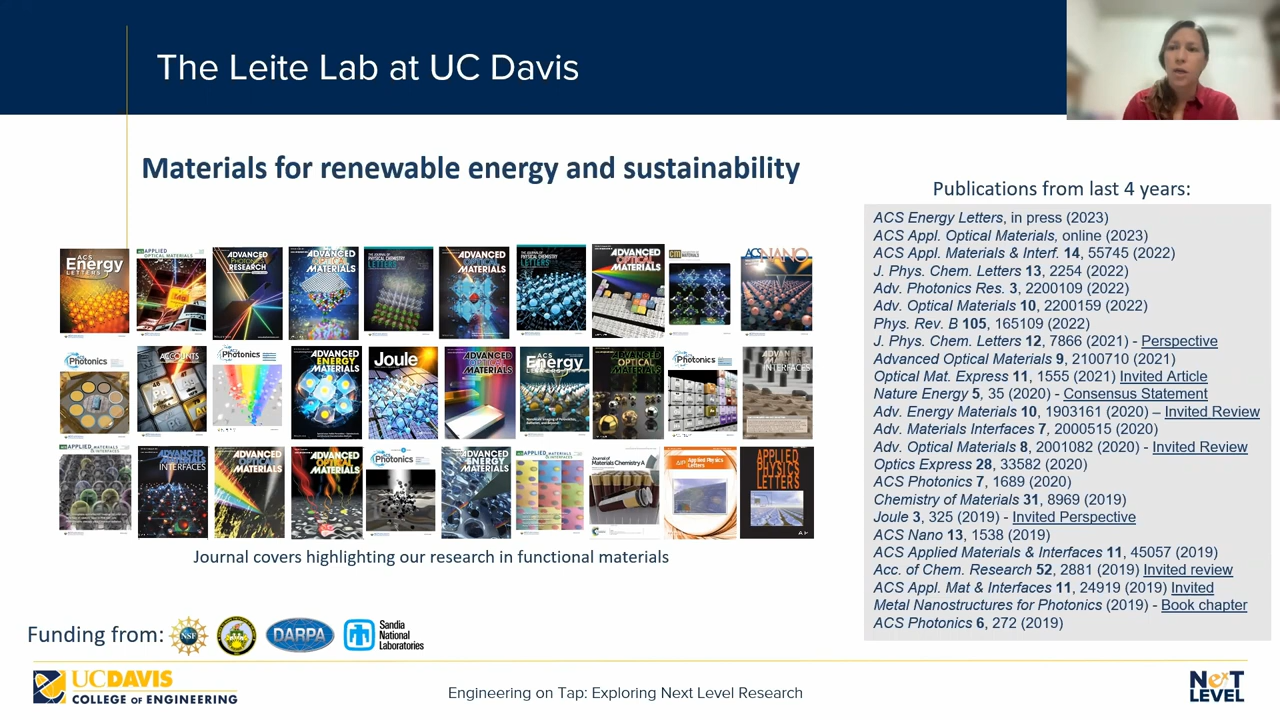 The Leite Lab at UC Davis
Materials for renewable energy and sustainability
Publications from last 4 years:
ACS Energy Letters, in press (2023)
ACS Appl. Optical Materials, online (2023)
ACS Appl. Materials & Interf. 14, 55745 (2022)
J. Phys. Chem. Letters 13, 2254 (2022)
Adv. Photonics Res. 3, 2200109 (2022)
Adv. Optical Materials 10, 2200159 (2022)
Phys. Rev. B 105, 165109 (2022)
J. Phys. Chem. Letters 12, 7866 (2021) - Perspective
Advanced Optical Materials 9, 2100710 (2021)
Optical Mat. Express 11, 1555 (2021) Invited Article
Nature Energy 5, 35 (2020) - Consensus Statement
Adv. Energy Materials 10, 1903161 (2020) – Invited Review
Adv. Materials Interfaces 7, 2000515 (2020)
Adv. Optical Materials 8, 2001082 (2020) - Invited Review
Optics Express 28, 33582 (2020)
ACS Photonics 7, 1689 (2020)
Chemistry of Materials 31, 8969 (2019)
Joule 3, 325 (2019) - Invited Perspective
ACS Nano 13, 1538 (2019)
ACS Applied Materials & Interfaces 11, 45057 (2019)
Acc. of Chem. Research 52, 2881 (2019) Invited review
ACS Appl. Mat & Interfaces 11, 24919 (2019) Invited
Metal Nanostructures for Photonics (2019) - Book chapter
ACS Photonics 6, 272 (2019)
Journal covers highlighting our research in functional materials
Funding from:
NSF
DARPA
Sandia
National
Laboratories
UCDAVIS
COLLEGE OF ENGINEERING
Engineering on Tap: Exploring Next Level Research
NEXT
LEVEL